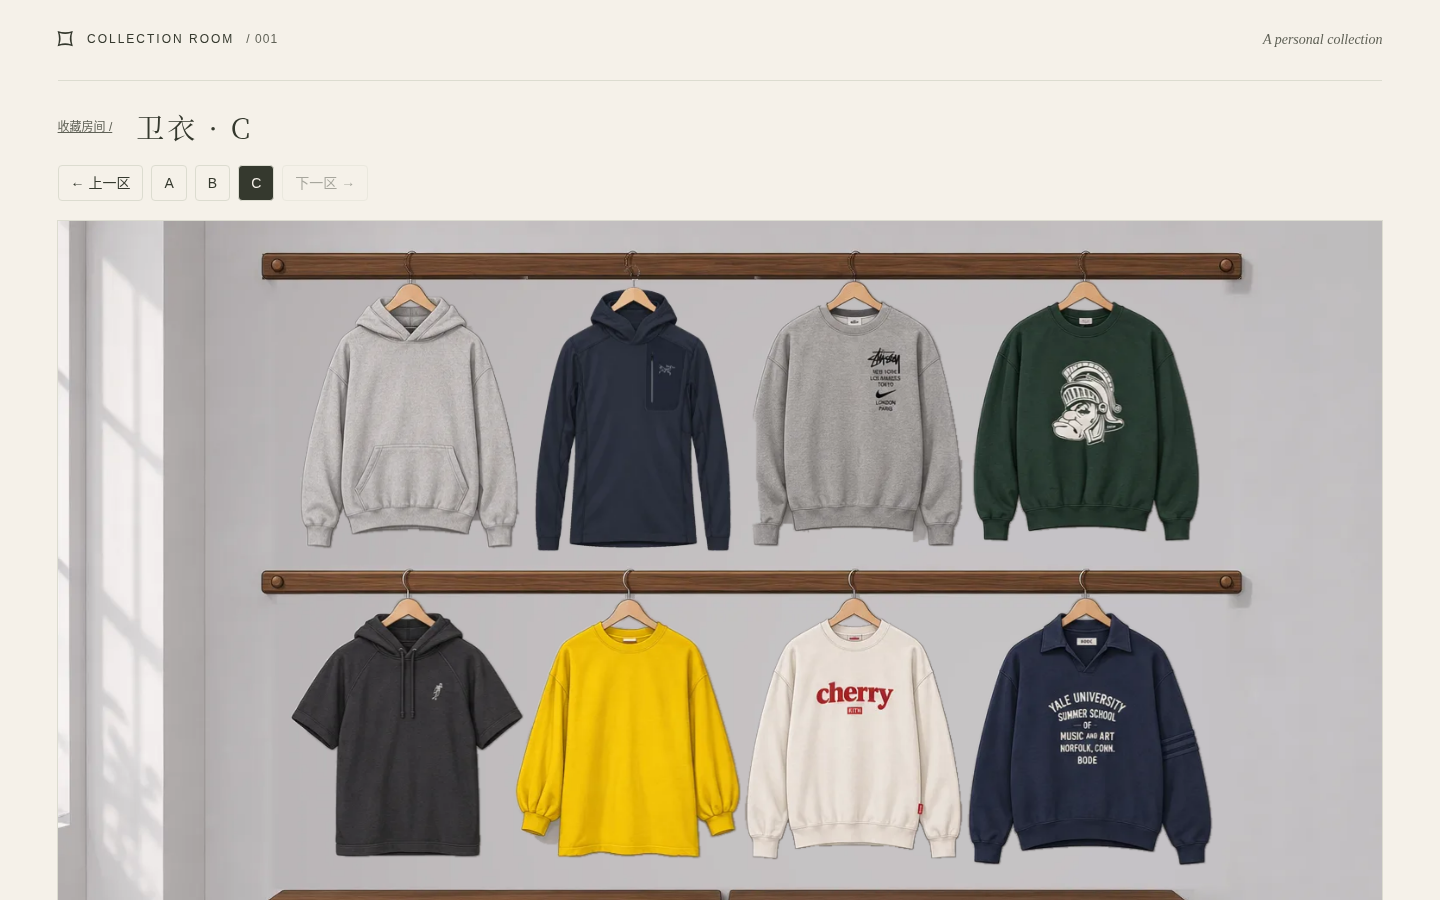 COLLECTION ROOM / 001
A personal collection
收藏房间 /
卫衣 · C
← 上一区
A
B
C
下一区 →
Stüssy
NEW YORK
LOS ANGELES
TOKYO
LONDON
PARIS
cherry
KITH
BODE
YALE UNIVERSITY
SUMMER SCHOOL
OF
MUSIC AND ART
NORFOLK, CONN.
BODE